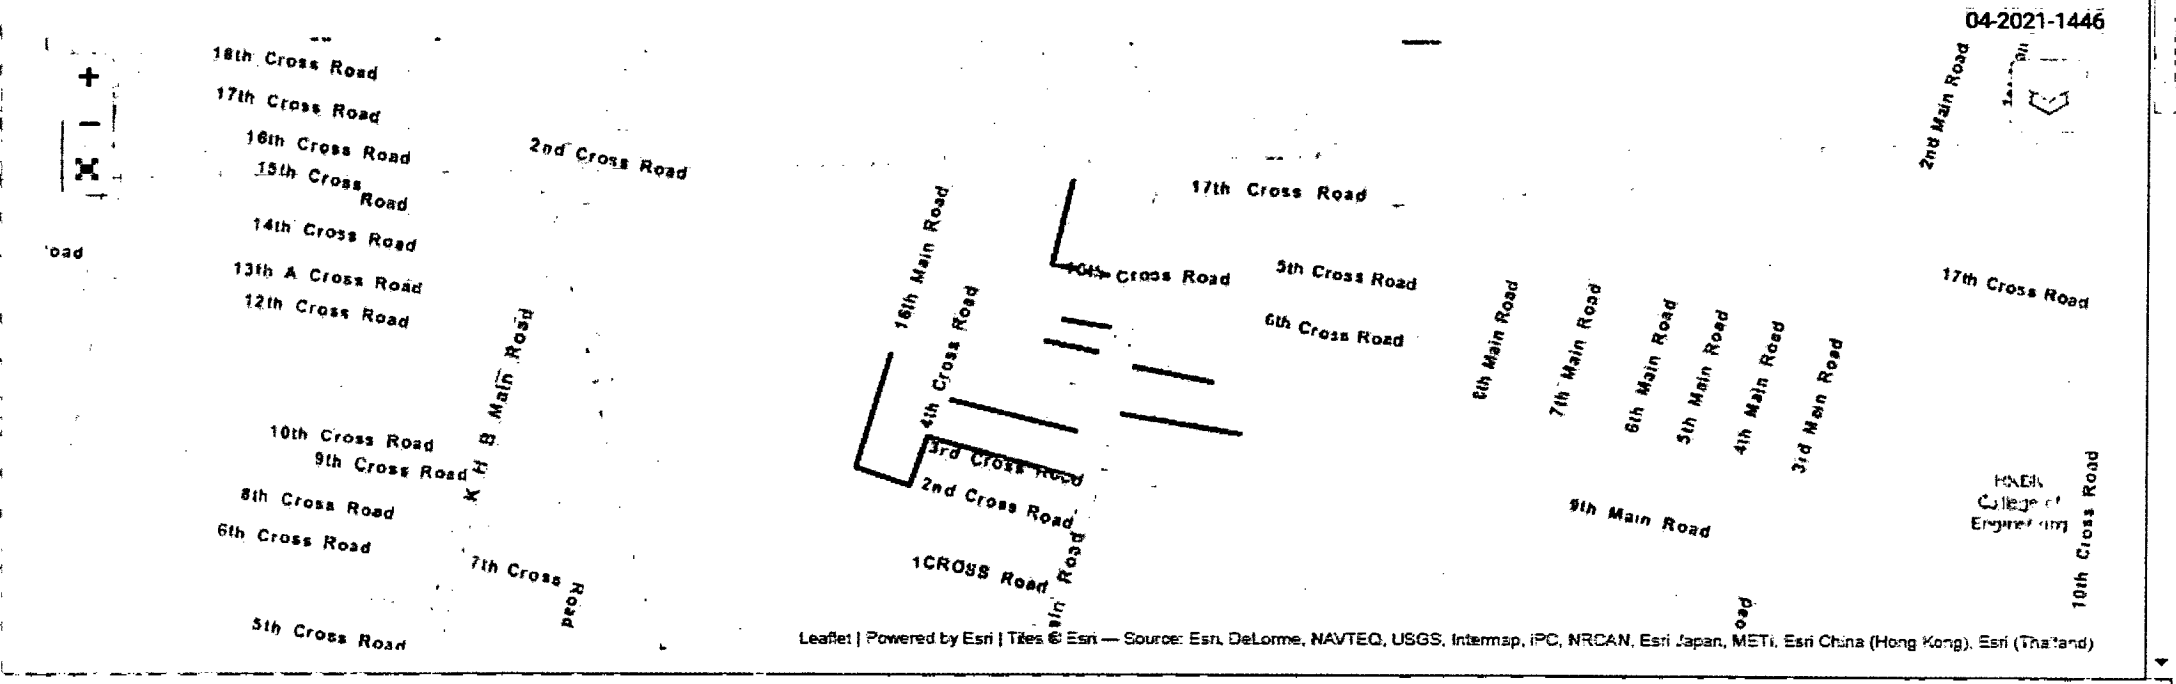 04-2021-1446
18th Cross Road
17th Cross Road
16th Cross Road
15th Cross
Road
14th Cross Road
13th A Cross Road
12th Cross Road
2nd Cross Road
K H B Main Road
10th Cross Road
9th Cross Road
8th Cross Road
6th Cross Road
7th Cross Road
5th Cross Road
16th Main Road
4th Cross Road
17th Cross Road
Cross Road
5th Cross Road
6th Cross Road
3rd Cross Road
2nd Cross Road
1CROSS Road
Road
8th Main Road
7th Main Road
6th Main Road
5th Main Road
4th Main Road
3rd Main Road
2nd Main Road
17th Cross Road
9th Main Road
College of
Engineering
10th Cross Road
Leaflet | Powered by Esri | Tiles © Esri — Source: Esri, DeLorme, NAVTEQ, USGS, Intermap, iPC, NRCAN, Esri Japan, METI, Esri China (Hong Kong), Esri (Thailand)